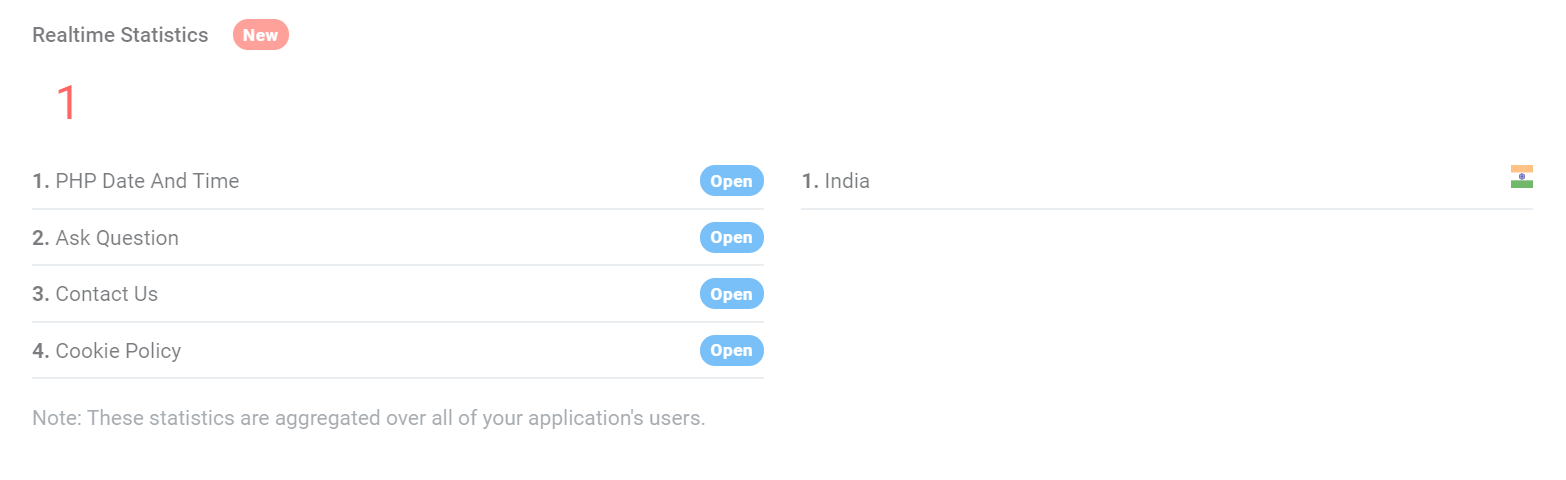 Realtime Statistics New
1
1. PHP Date And Time Open
2. Ask Question Open
3. Contact Us Open
4. Cookie Policy Open
1. India
Note: These statistics are aggregated over all of your application's users.